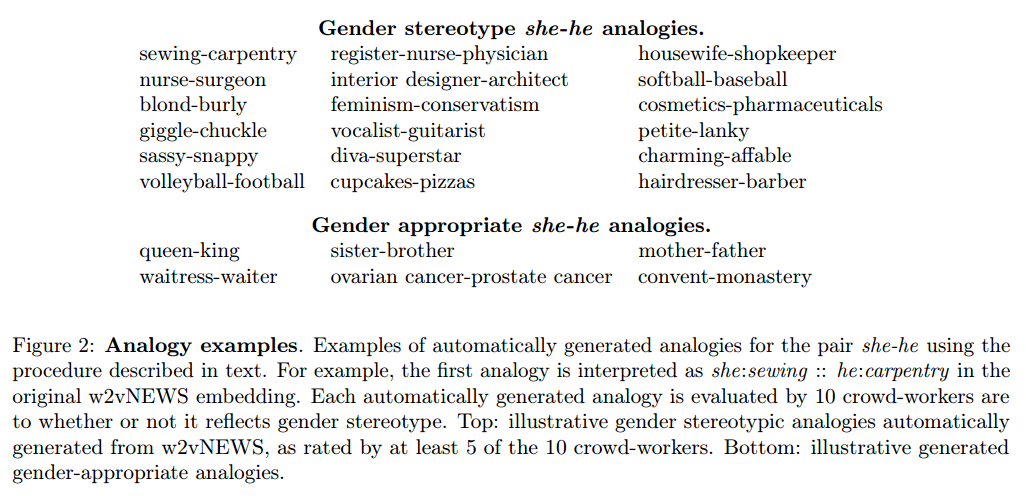 Gender stereotype she-he analogies.
sewing-carpentry register-nurse-physician housewife-shopkeeper
nurse-surgeon interior designer-architect softball-baseball
blond-burly feminism-conservatism cosmetics-pharmaceuticals
giggle-chuckle vocalist-guitarist petite-lanky
sassy-snappy diva-superstar charming-affable
volleyball-football cupcakes-pizzas hairdresser-barber
Gender appropriate she-he analogies.
queen-king sister-brother mother-father
waitress-waiter ovarian cancer-prostate cancer convent-monastery
Figure 2: Analogy examples. Examples of automatically generated analogies for the pair she-he using the
procedure described in text. For example, the first analogy is interpreted as she:sewing :: he:carpentry in the
original w2vNEWS embedding. Each automatically generated analogy is evaluated by 10 crowd-workers are
to whether or not it reflects gender stereotype. Top: illustrative gender stereotypic analogies automatically
generated from w2vNEWS, as rated by at least 5 of the 10 crowd-workers. Bottom: illustrative generated
gender-appropriate analogies.